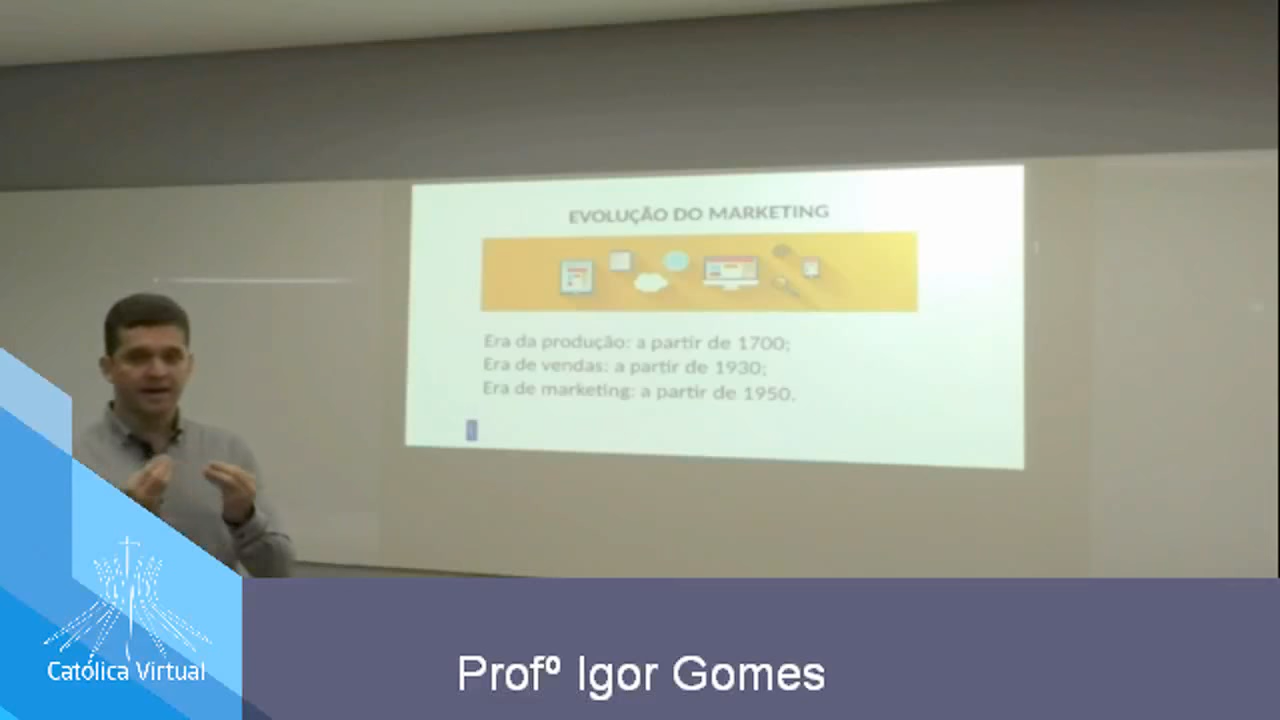 EVOLUÇÃO DO MARKETING
Era da produção: a partir de 1700;
Era de vendas: a partir de 1930;
Era de marketing: a partir de 1950.
Católica Virtual
Profº Igor Gomes